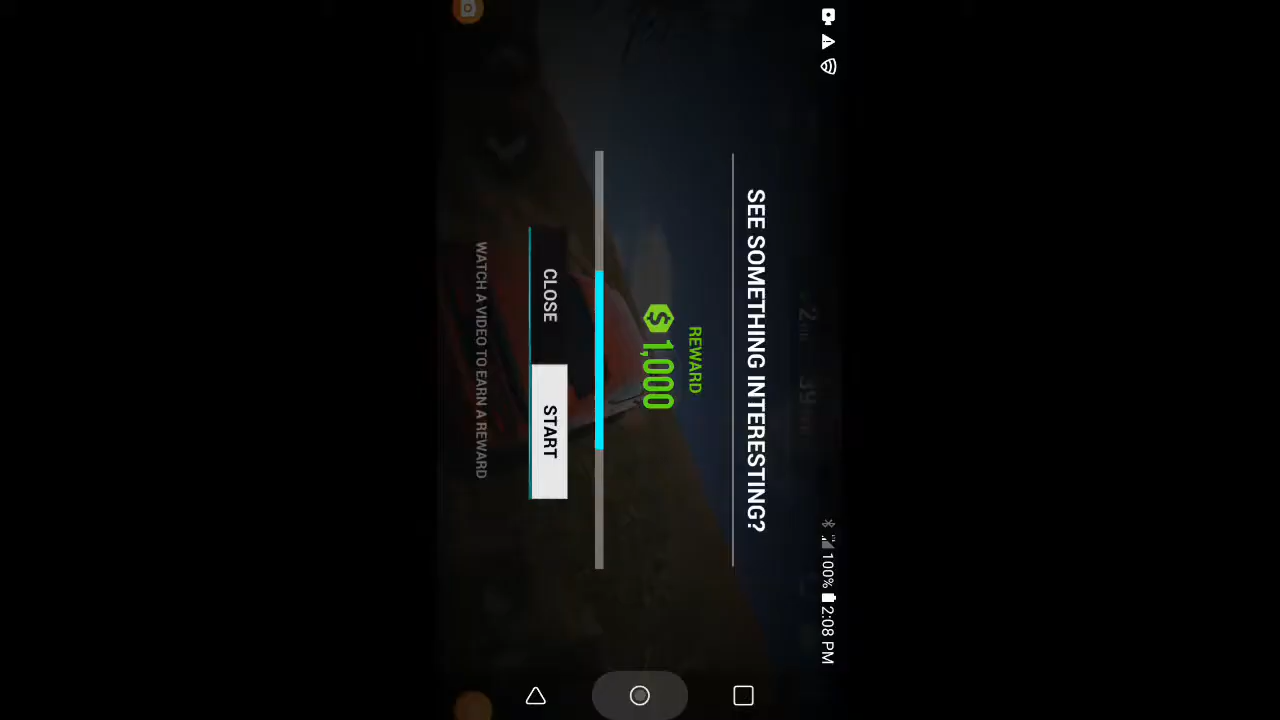 100% 2:08 PM
SEE SOMETHING INTERESTING?
REWARD
$ 1,000
CLOSE
START
WATCH A VIDEO TO EARN A REWARD